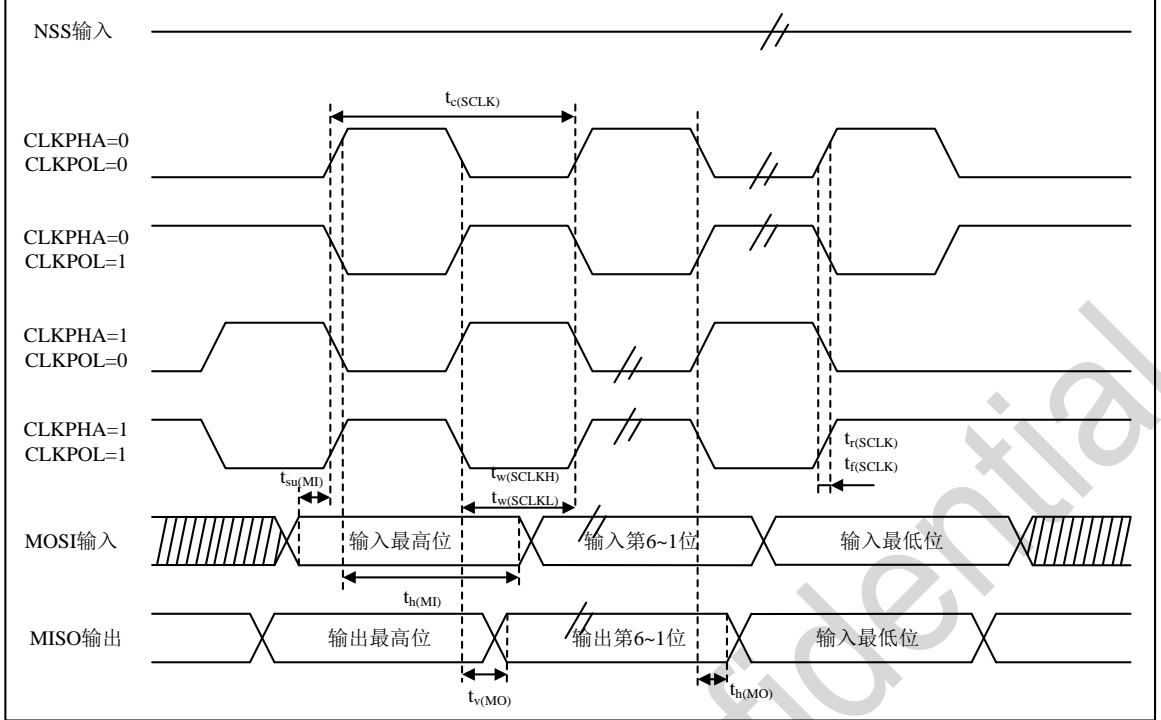 NSS输入
tc(SCLK)
CLKPHA=0
CLKPOL=0
CLKPHA=0
CLKPOL=1
CLKPHA=1
CLKPOL=0
CLKPHA=1
CLKPOL=1
tr(SCLK)
tf(SCLK)
tsu(MI)
tw(SCLKH)
tw(SCLKL)
MOSI输入
输入最高位
输入第6~1位
输入最低位
th(MI)
MISO输出
输出最高位
输出第6~1位
输入最低位
tv(MO)
th(MO)
fidential